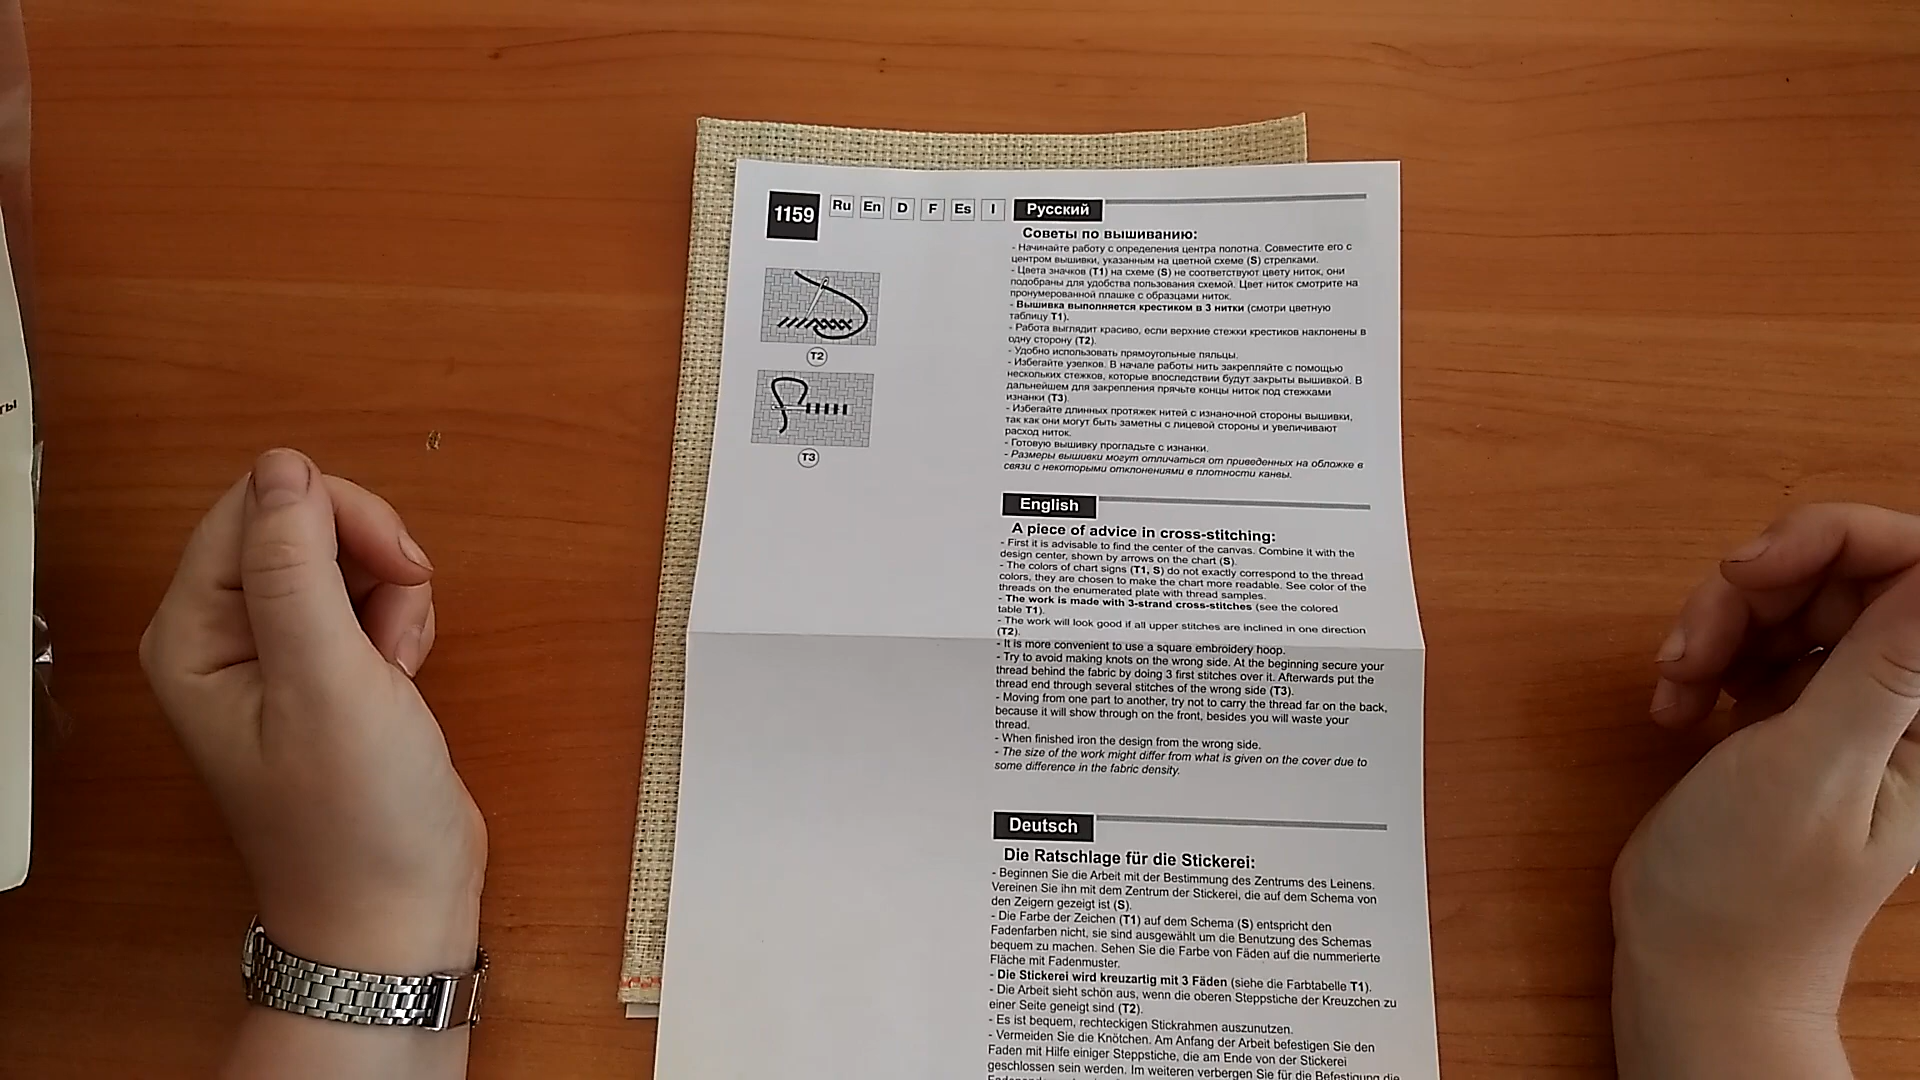 ты
1159
Ru En D F Es I
T2
T3
Русский
Советы по вышиванию:
- Начинайте работу с определения центра полотна. Совместите его с
центром вышивки, указанным на цветной схеме (S) стрелками.
- Цвета значков (T1) на схеме (S) не соответствуют цвету ниток, они
подобраны для удобства пользования схемой. Цвет ниток смотрите на
пронумерованной плашке с образцами ниток.
- Вышивка выполняется крестиком в 3 нитки (смотри цветную
таблицу T1).
- Работа выглядит красиво, если верхние стежки крестиков наклонены в
одну сторону (T2).
- Удобно использовать прямоугольные пяльцы.
- Избегайте узелков. В начале работы нить закрепляйте с помощью
нескольких стежков, которые впоследствии будут закрыты вышивкой. В
дальнейшем для закрепления прячьте концы ниток под стежками
изнанки (T3).
- Избегайте длинных протяжек нитей с изнаночной стороны вышивки,
так как они могут быть заметны с лицевой стороны и увеличивают
расход ниток.
- Готовую вышивку прогладьте с изнанки.
- Размеры вышивки могут отличаться от приведенных на обложке в
связи с некоторыми отклонениями в плотности канвы.
English
A piece of advice in cross-stitching:
- First it is advisable to find the center of the canvas. Combine it with the
design center, shown by arrows on the chart (S).
- The colors of chart signs (T1, S) do not exactly correspond to the thread
colors, they are chosen to make the chart more readable. See color of the
threads on the enumerated plate with thread samples.
- The work is made with 3-strand cross-stitches (see the colored
table T1).
- The work will look good if all upper stitches are inclined in one direction
(T2).
- It is more convenient to use a square embroidery hoop.
- Try to avoid making knots on the wrong side. At the beginning secure your
thread behind the fabric by doing 3 first stitches over it. Afterwards put the
thread end through several stitches of the wrong side (T3).
- Moving from one part to another, try not to carry the thread far on the back,
because it will show through on the front, besides you will waste your
thread.
- When finished iron the design from the wrong side.
- The size of the work might differ from what is given on the cover due to
some difference in the fabric density.
Deutsch
Die Ratschlage für die Stickerei:
- Beginnen Sie die Arbeit mit der Bestimmung des Zentrums des Leinens.
Vereinen Sie ihn mit dem Zentrum der Stickerei, die auf dem Schema von
den Zeigern gezeigt ist (S).
- Die Farbe der Zeichen (T1) auf dem Schema (S) entspricht den
Fadenfarben nicht, sie sind ausgewählt um die Benutzung des Schemas
bequem zu machen. Sehen Sie die Farbe von Fäden auf die nummerierte
Fläche mit Fadenmuster.
- Die Stickerei wird kreuzartig mit 3 Fäden (siehe die Farbtabelle T1).
- Die Arbeit sieht schön aus, wenn die oberen Steppstiche der Kreuzchen zu
einer Seite geneigt sind (T2).
- Es ist bequem, rechteckigen Stickrahmen auszunutzen.
- Vermeiden Sie die Knötchen. Am Anfang der Arbeit befestigen Sie den
Faden mit Hilfe einiger Steppstiche, die am Ende von der Stickerei
geschlossen sein werden. Im weiteren verbergen Sie für die Befestigung die